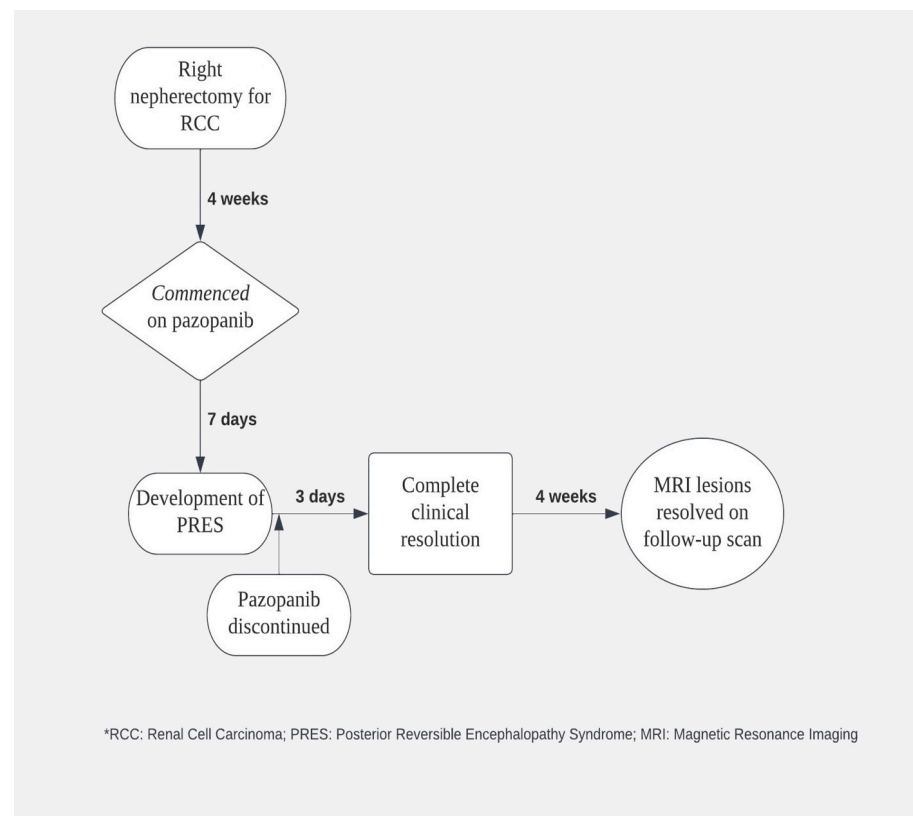 Right
nepherectomy for
RCC
4 weeks
Commenced
on pazopanib
7 days
Development of
PRES
3 days
Complete
clinical
resolution
4 weeks
MRI lesions
resolved on
follow-up scan
Pazopanib
discontinued
*RCC: Renal Cell Carcinoma; PRES: Posterior Reversible Encephalopathy Syndrome; MRI: Magnetic Resonance Imaging